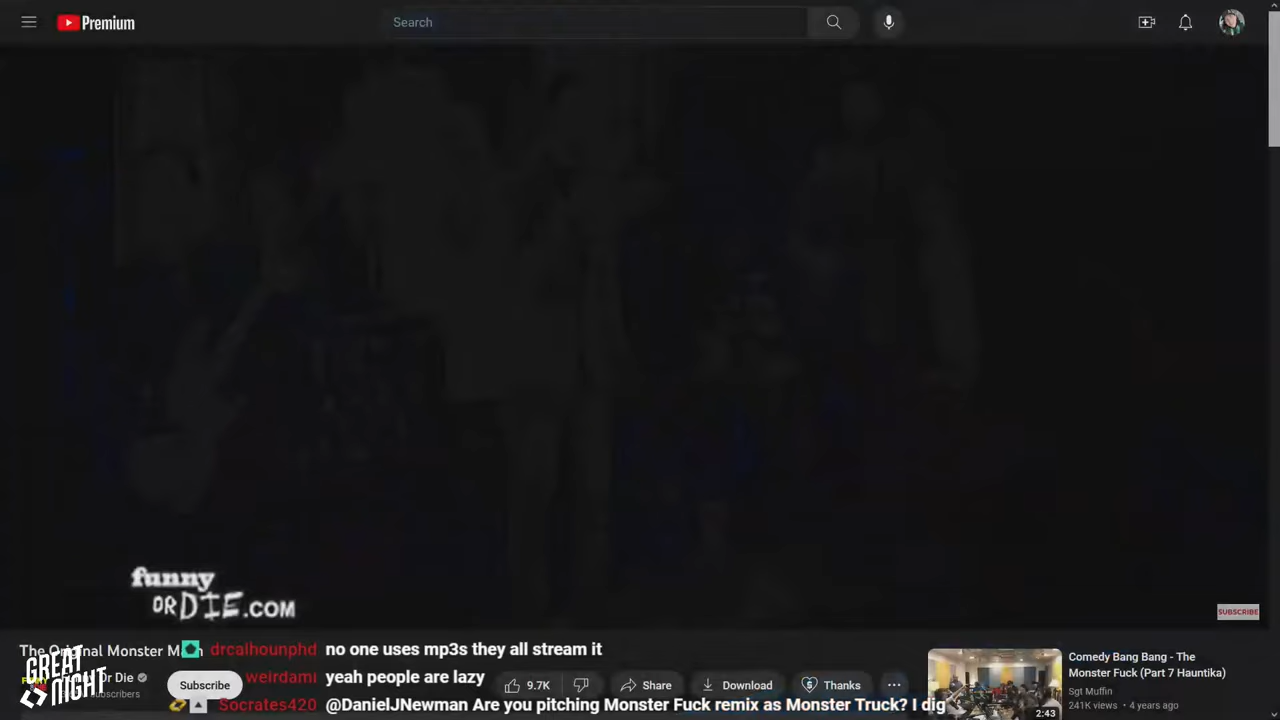 Premium
Search
funny
OR DIE.COM
SUBSCRIBE
The Original Monster M
drcalhounphd no one uses mp3s they all stream it
GREAT
NIGHT
Or Die
Subscribe
weirdami yeah people are lazy
9.7K
Share
Download
Thanks
subscribers
Socrates420 @DanielJNewman Are you pitching Monster Fuck remix as Monster Truck? I dig
2:43
Comedy Bang Bang - The
Monster Fuck (Part 7 Hauntika)
Sgt Muffin
241K views • 4 years ago